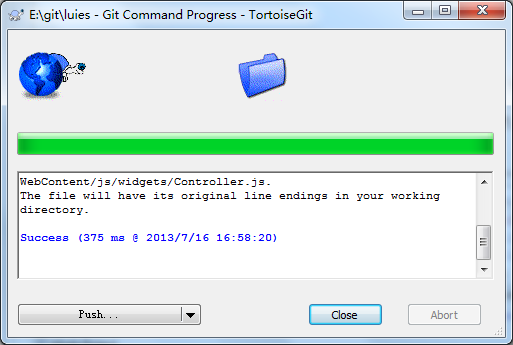 E:\git\luies - Git Command Progress - TortoiseGit
WebContent/js/widgets/Controller.js.
The file will have its original line endings in your working
directory.
Success (375 ms @ 2013/7/16 16:58:20)
Push...
Close
Abort